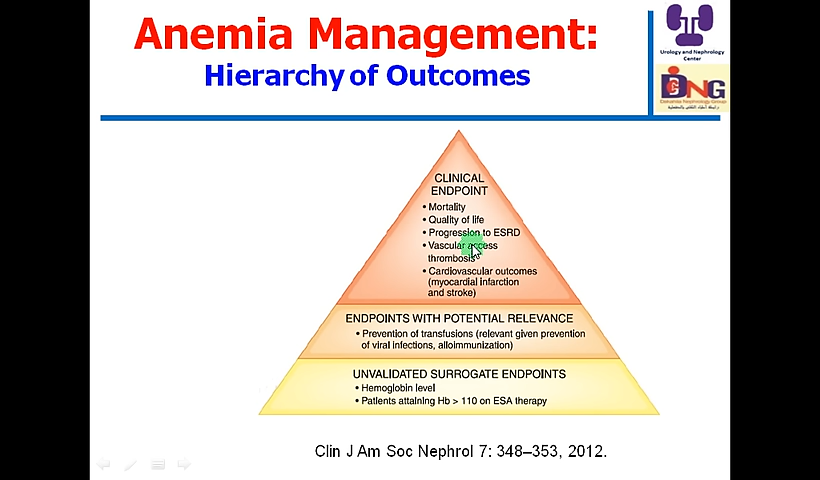 Anemia Management:
Hierarchy of Outcomes
Urology and Nephrology
Center
DNG
CLINICAL
ENDPOINT
• Mortality
• Quality of life
• Progression to ESRD
• Vascular access
thrombosis
• Cardiovascular outcomes
(myocardial infarction
and stroke)
ENDPOINTS WITH POTENTIAL RELEVANCE
• Prevention of transfusions (relevant given prevention
of viral infections, alloimmunization)
UNVALIDATED SURROGATE ENDPOINTS
• Hemoglobin level
• Patients attaining Hb > 110 on ESA therapy
Clin J Am Soc Nephrol 7: 348–353, 2012.